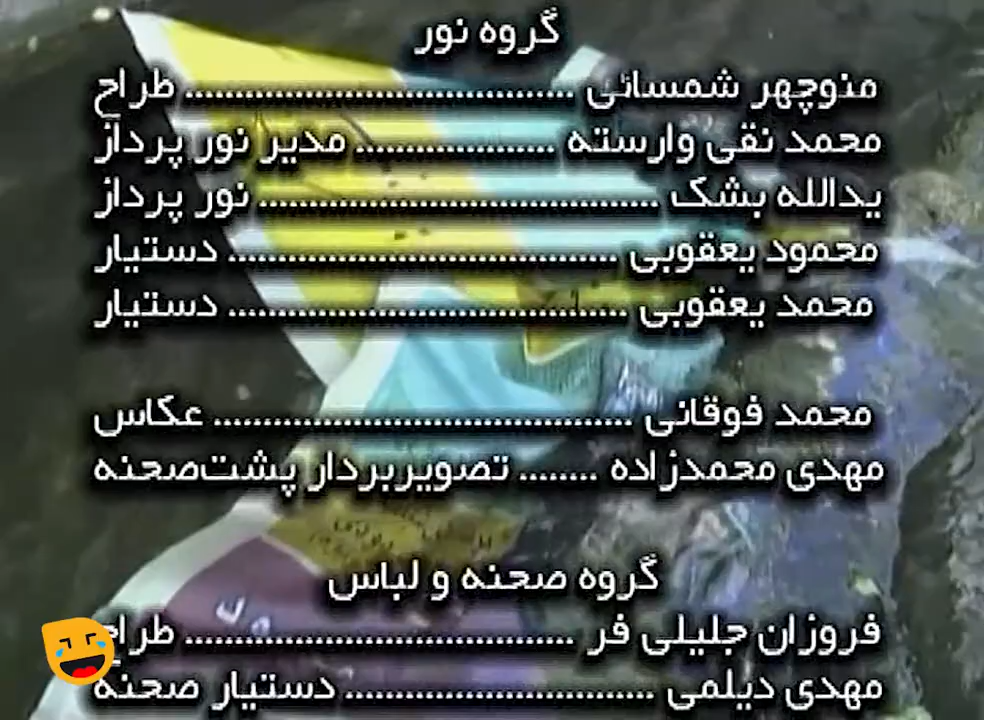 گروه نور
منوچهر شمسائی ....................................... طراح
محمد نقی وارسته .................... مدیر نور پرداز
یدالله بشک ........................................ نور پرداز
محمود یعقوبی ....................................... دستیار
محمد یعقوبی ........................................ دستیار
محمد فوقانی .......................................... عکاس
مهدی محمدزاده ........ تصویربردار پشت‌صحنه
گروه صحنه و لباس
فروزان جلیلی فر ....................................... طراح
مهدی دیلمی ............................... دستیار صحنه